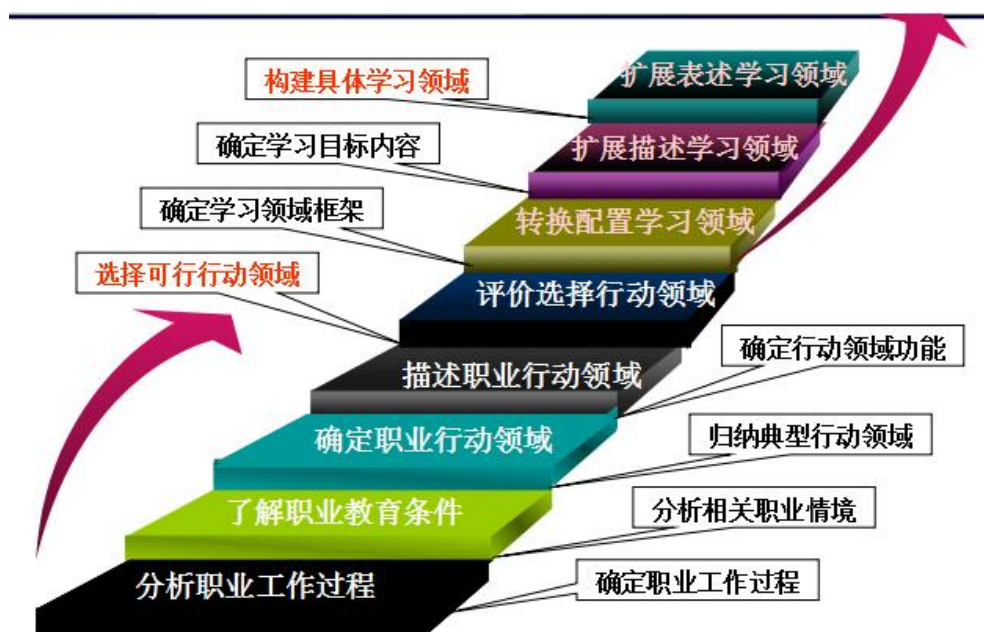 扩展表述学习领域
构建具体学习领域
确定学习目标内容
扩展描述学习领域
确定学习领域框架
转换配置学习领域
选择可行行动领域
评价选择行动领域
确定行动领域功能
描述职业行动领域
确定职业行动领域
归纳典型行动领域
了解职业教育条件
分析相关职业情境
分析职业工作过程
确定职业工作过程